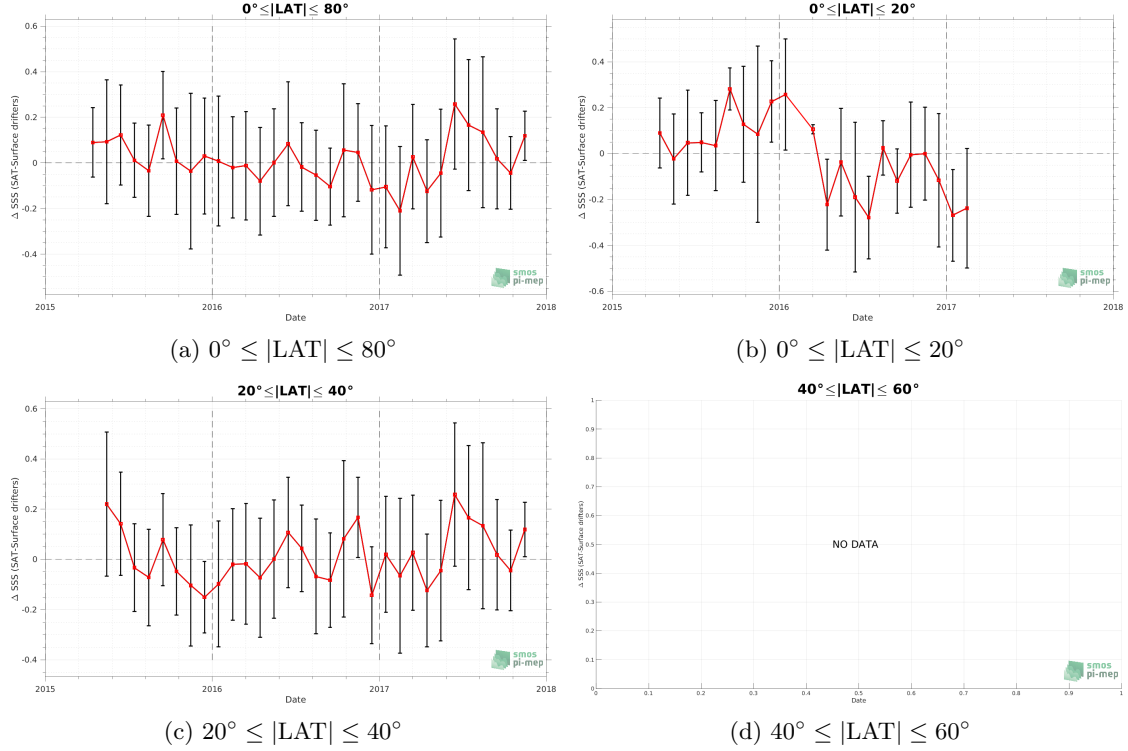 0°≤|LAT|≤ 80°
Δ SSS (SAT-Surface drifters)
0.6
0.4
0.2
0
-0.2
-0.4
2015
2016
2017
2018
Date
smos
pi-mep
(a) 0° ≤ |LAT| ≤ 80°
0°≤|LAT|≤ 20°
Δ SSS (SAT-Surface drifters)
0.6
0.4
0.2
0
-0.2
-0.4
-0.6
2015
2016
2017
2018
Date
smos
pi-mep
(b) 0° ≤ |LAT| ≤ 20°
20°≤|LAT|≤ 40°
Δ SSS (SAT-Surface drifters)
0.6
0.4
0.2
0
-0.2
-0.4
2015
2016
2017
2018
Date
smos
pi-mep
(c) 20° ≤ |LAT| ≤ 40°
40°≤|LAT|≤ 60°
Δ SSS (SAT-Surface drifters)
1
0.9
0.8
0.7
0.6
0.5
0.4
0.3
0.2
0.1
0
NO DATA
0
0.1
0.2
0.3
0.4
0.5
0.6
0.7
0.8
0.9
1
Date
smos
pi-mep
(d) 40° ≤ |LAT| ≤ 60°